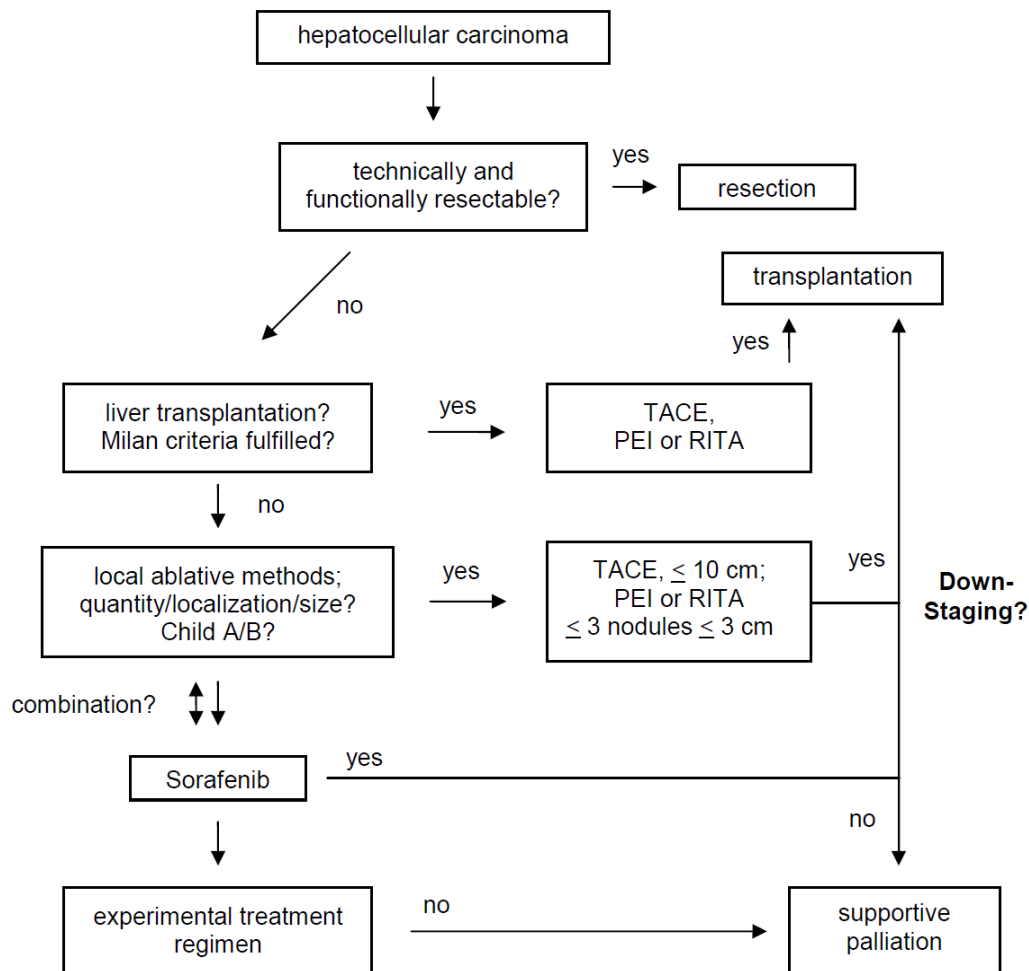 hepatocellular carcinoma
technically and
functionally resectable?
yes
resection
no
transplantation
yes
liver transplantation?
Milan criteria fulfilled?
yes
TACE,
PEI or RITA
no
local ablative methods;
quantity/localization/size?
Child A/B?
yes
TACE, ≤ 10 cm;
PEI or RITA
≤ 3 nodules ≤ 3 cm
yes
Down-
Staging?
combination?
Sorafenib
yes
no
experimental treatment
regimen
no
supportive
palliation